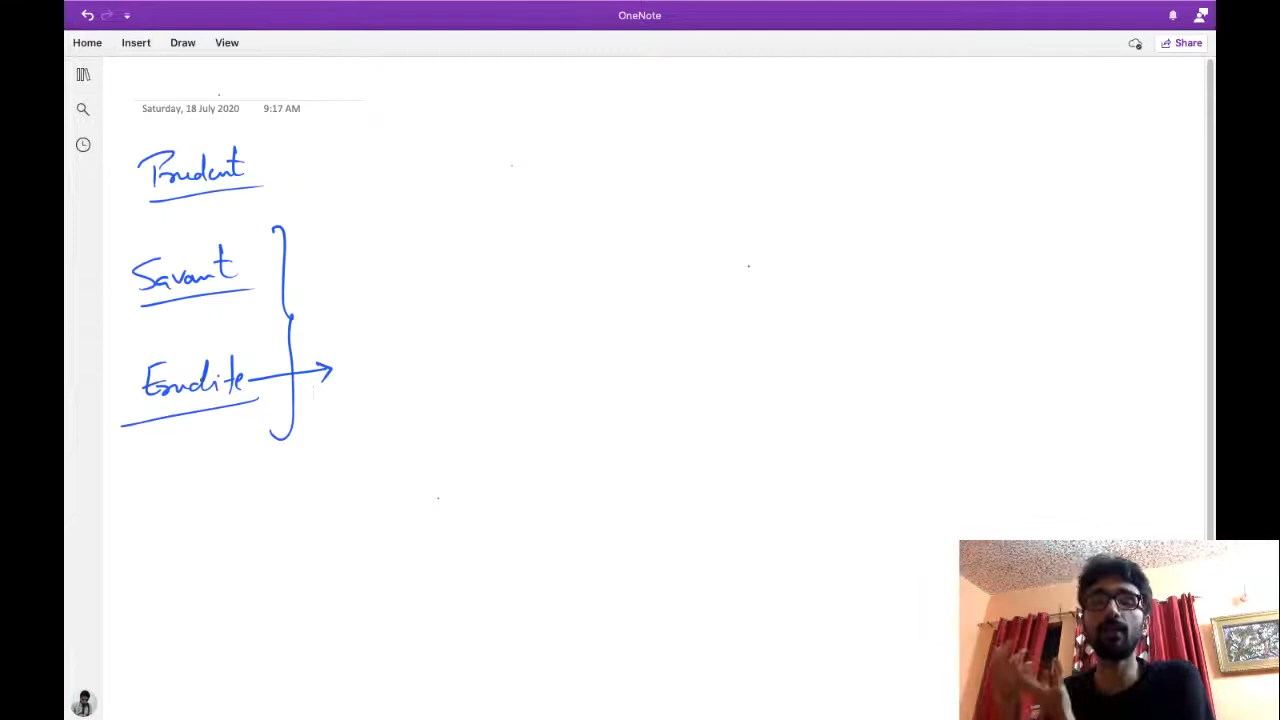 OneNote
Home Insert Draw View Share
Saturday, 18 July 2020 9:17 AM
Prudent
Savant
Erudite